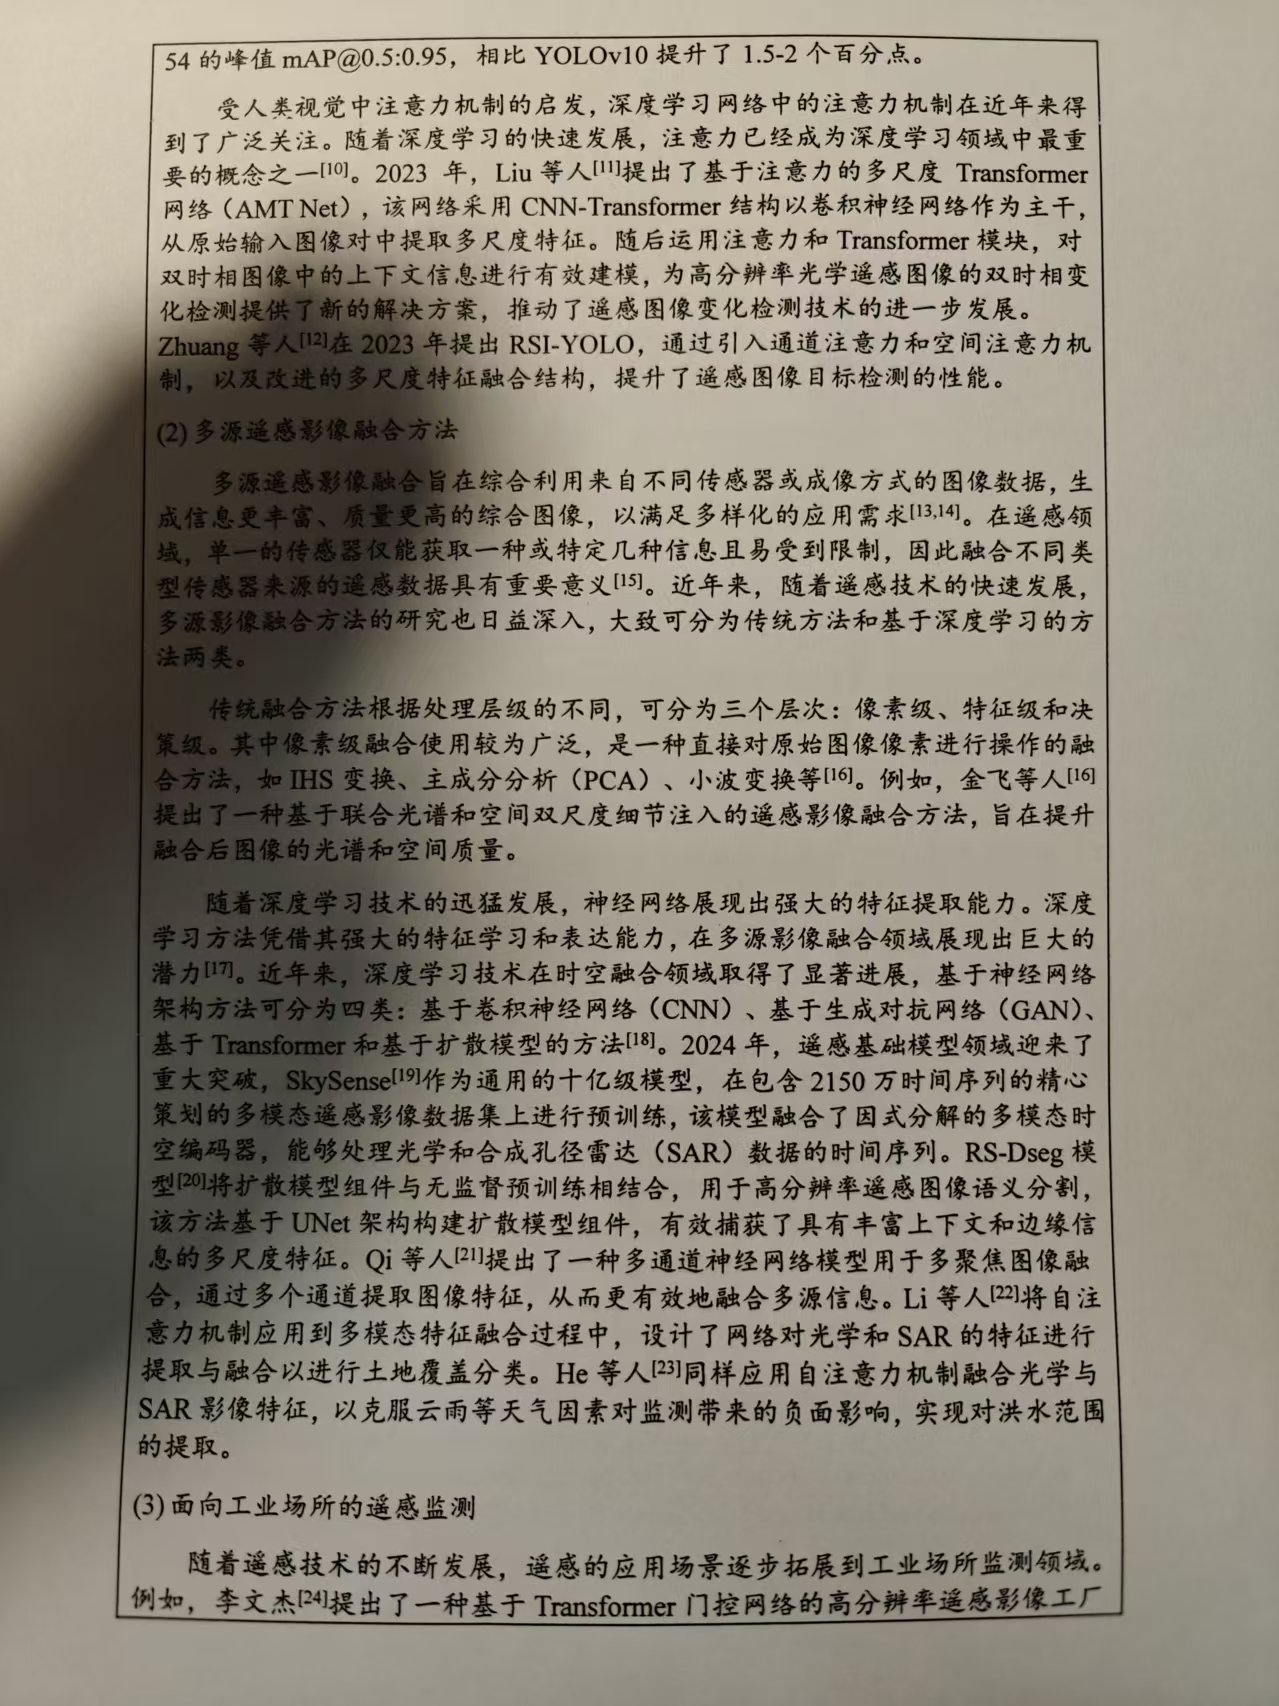 54 的峰值 mAP@0.5:0.95，相比 YOLOv10 提升了 1.5-2 个百分点。
受人类视觉中注意力机制的启发，深度学习网络中的注意力机制在近年来得
到了广泛关注。随着深度学习的快速发展，注意力已经成为深度学习领域中最重
要的概念之一[10]。2023 年，Liu 等人[11]提出了基于注意力的多尺度 Transformer
网络（AMT Net），该网络采用 CNN-Transformer 结构以卷积神经网络作为主干，
从原始输入图像对中提取多尺度特征。随后运用注意力和 Transformer 模块，对
双时相图像中的上下文信息进行有效建模，为高分辨率光学遥感图像的双时相变
化检测提供了新的解决方案，推动了遥感图像变化检测技术的进一步发展。
Zhuang 等人[12]在 2023 年提出 RSI-YOLO，通过引入通道注意力和空间注意力机
制，以及改进的多尺度特征融合结构，提升了遥感图像目标检测的性能。
(2) 多源遥感影像融合方法
多源遥感影像融合旨在综合利用来自不同传感器或成像方式的图像数据，生
成信息更丰富、质量更高的综合图像，以满足多样化的应用需求[13,14]。在遥感领
域，单一的传感器仅能获取一种或特定几种信息且易受到限制，因此融合不同类
型传感器来源的遥感数据具有重要意义[15]。近年来，随着遥感技术的快速发展，
多源影像融合方法的研究也日益深入，大致可分为传统方法和基于深度学习的方
法两类。
传统融合方法根据处理层级的不同，可分为三个层次：像素级、特征级和决
策级。其中像素级融合使用较为广泛，是一种直接对原始图像像素进行操作的融
合方法，如 IHS 变换、主成分分析（PCA）、小波变换等[16]。例如，金飞等人[16]
提出了一种基于联合光谱和空间双尺度细节注入的遥感影像融合方法，旨在提升
融合后图像的光谱和空间质量。
随着深度学习技术的迅猛发展，神经网络展现出强大的特征提取能力。深度
学习方法凭借其强大的特征学习和表达能力，在多源影像融合领域展现出巨大的
潜力[17]。近年来，深度学习技术在时空融合领域取得了显著进展，基于神经网络
架构方法可分为四类：基于卷积神经网络（CNN）、基于生成对抗网络（GAN）、
基于 Transformer 和基于扩散模型的方法[18]。2024 年，遥感基础模型领域迎来了
重大突破，SkySense[19]作为通用的十亿级模型，在包含 2150 万时间序列的精心
策划的多模态遥感影像数据集上进行预训练，该模型融合了因式分解的多模态时
空编码器，能够处理光学和合成孔径雷达（SAR）数据的时间序列。RS-Dseg 模
型[20]将扩散模型组件与无监督预训练相结合，用于高分辨率遥感图像语义分割，
该方法基于 UNet 架构构建扩散模型组件，有效捕获了具有丰富上下文和边缘信
息的多尺度特征。Qi 等人[21]提出了一种多通道神经网络模型用于多聚焦图像融
合，通过多个通道提取图像特征，从而更有效地融合多源信息。Li 等人[22]将自注
意力机制应用到多模态特征融合过程中，设计了网络对光学和 SAR 的特征进行
提取与融合以进行土地覆盖分类。He 等人[23]同样应用自注意力机制融合光学与
SAR 影像特征，以克服云雨等天气因素对监测带来的负面影响，实现对洪水范围
的提取。
(3) 面向工业场所的遥感监测
随着遥感技术的不断发展，遥感的应用场景逐步拓展到工业场所监测领域。
例如，李文杰[24]提出了一种基于 Transformer 门控网络的高分辨率遥感影像工厂